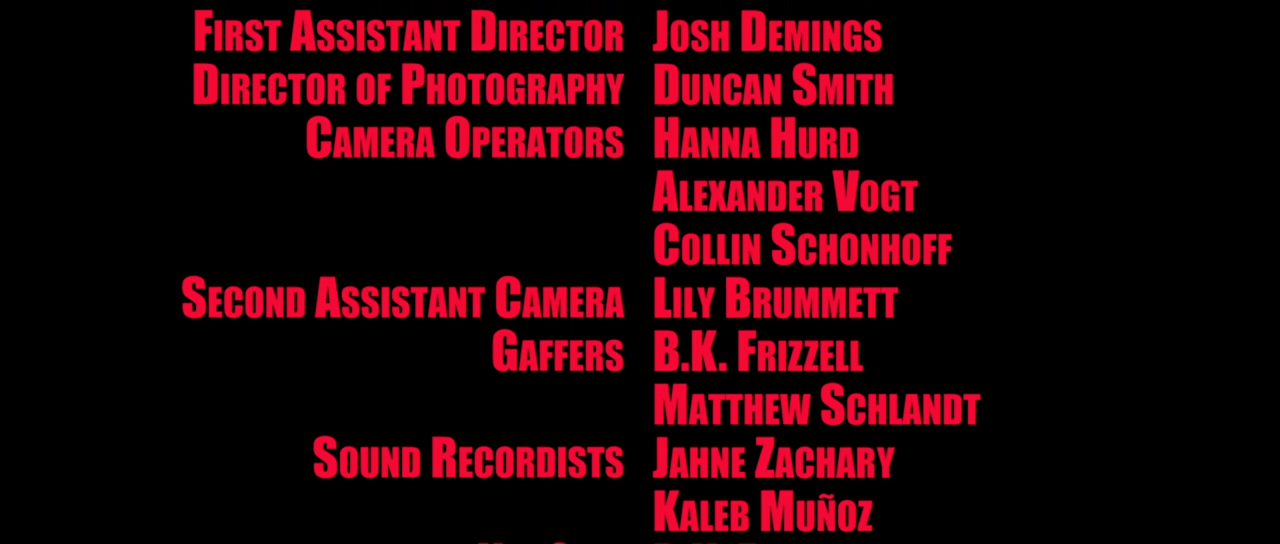 First Assistant Director Josh Demings
Director of Photography Duncan Smith
Camera Operators Hanna Hurd
Alexander Vogt
Collin Schonhoff
Second Assistant Camera Lily Brummett
Gaffers B.K. Frizzell
Matthew Schlandt
Sound Recordists Jahne Zachary
Kaleb Muñoz